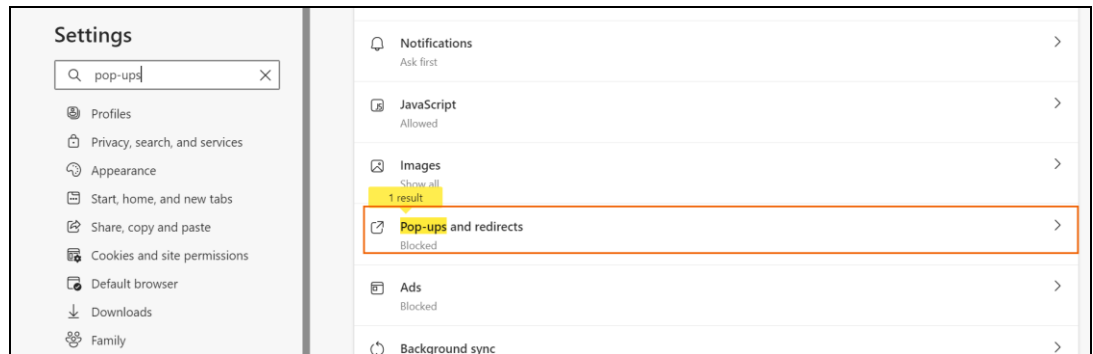 Settings
pop-ups
Profiles
Privacy, search, and services
Appearance
Start, home, and new tabs
Share, copy and paste
Cookies and site permissions
Default browser
Downloads
Family
Notifications
Ask first
JS
JavaScript
Allowed
Images
Show all
1 result
Pop-ups and redirects
Blocked
Ads
Blocked
Background sync